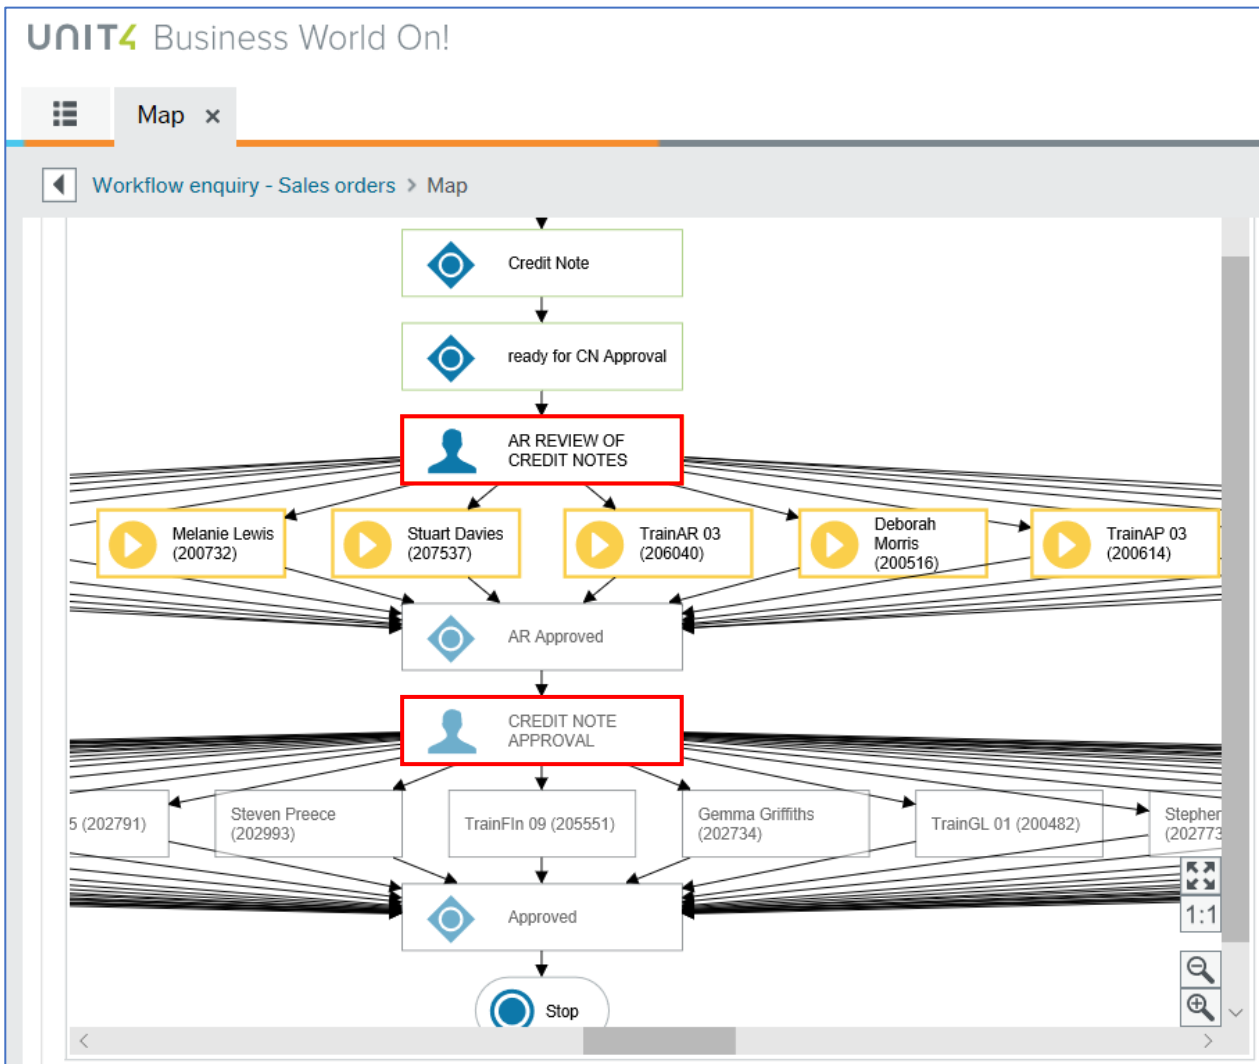 UNIT4 Business World On!
Map ×
Workflow enquiry - Sales orders > Map
Credit Note
ready for CN Approval
AR REVIEW OF
CREDIT NOTES
Melanie Lewis
(200732)
Stuart Davies
(207537)
TrainAR 03
(206040)
Deborah
Morris
(200516)
TrainAP 03
(200614)
AR Approved
CREDIT NOTE
APPROVAL
5 (202791)
Steven Preece
(202993)
TrainFIn 09 (205551)
Gemma Griffiths
(202734)
TrainGL 01 (200482)
Stephen
(202773
Approved
1:1
Stop